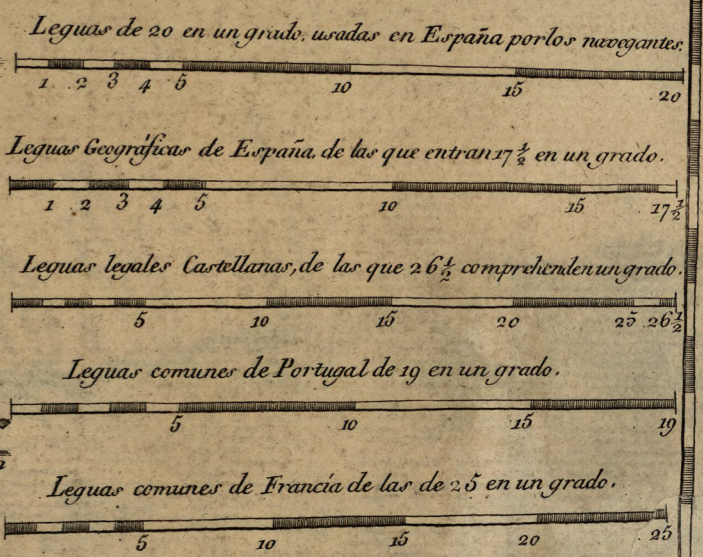 Leguas de 20 en un grado, usadas en España por los navegantes.
1 2 3 4 5 10 15 20
Leguas Geográficas de España, de las que entran 17 1/2 en un grado.
1 2 3 4 5 10 15 17 1/2
Leguas legales Castellanas, de las que 26 1/2 comprehenden un grado.
5 10 15 20 25 26 1/2
Leguas comunes de Portugal de 19 en un grado.
5 10 15 19
Leguas comunes de Francia de las de 25 en un grado.
5 10 15 20 25